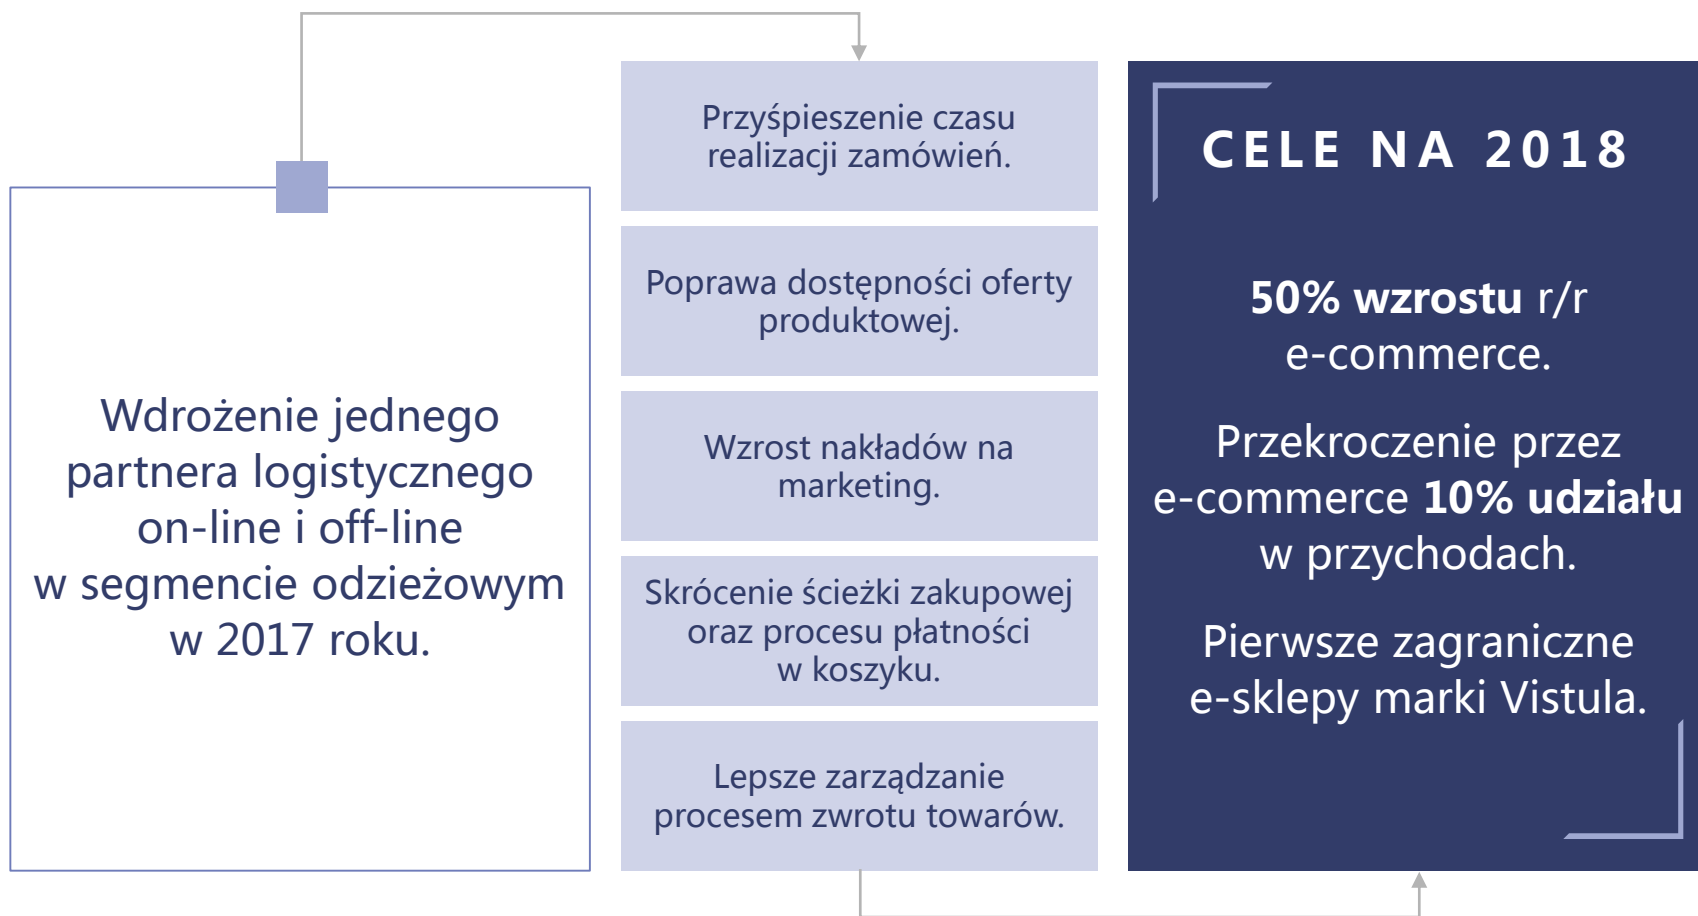 Wdrożenie jednego
partnera logistycznego
on-line i off-line
w segmencie odzieżowym
w 2017 roku.
Przyśpieszenie czasu
realizacji zamówień.
Poprawa dostępności oferty
produktowej.
Wzrost nakładów na
marketing.
Skrócenie ścieżki zakupowej
oraz procesu płatności
w koszyku.
Lepsze zarządzanie
procesem zwrotu towarów.
CELE NA 2018
50% wzrostu r/r
e-commerce.
Przekroczenie przez
e-commerce 10% udziału
w przychodach.
Pierwsze zagraniczne
e-sklepy marki Vistula.